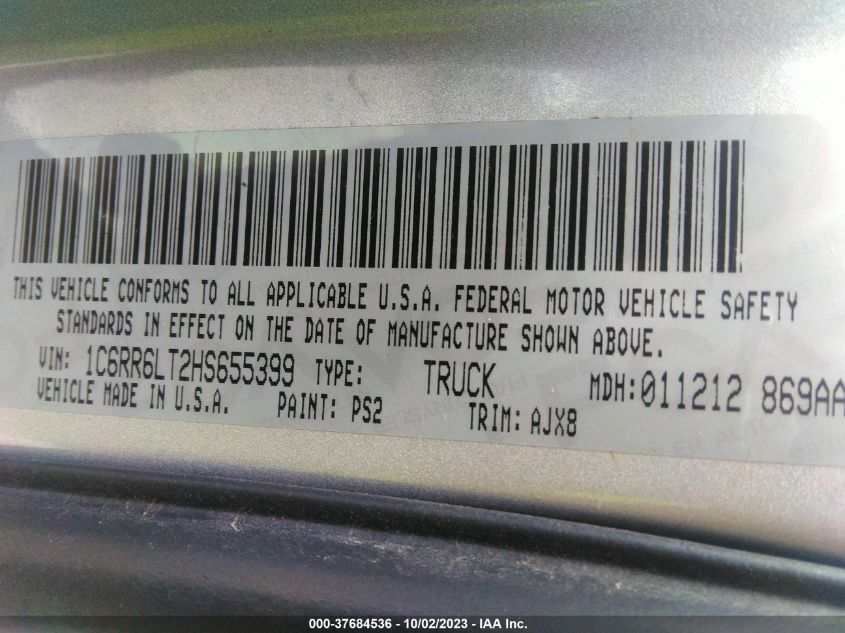 THIS VEHICLE CONFORMS TO ALL APPLICABLE U.S.A. FEDERAL MOTOR VEHICLE SAFETY
STANDARDS IN EFFECT ON THE DATE OF MANUFACTURE SHOWN ABOVE.
VIN: 1C6RR6LT2HS655399 TYPE: TRUCK MDH:011212 869AA
VEHICLE MADE IN U.S.A. PAINT: PS2 TRIM: AJX8
000-37684536 - 10/02/2023 - IAA Inc.